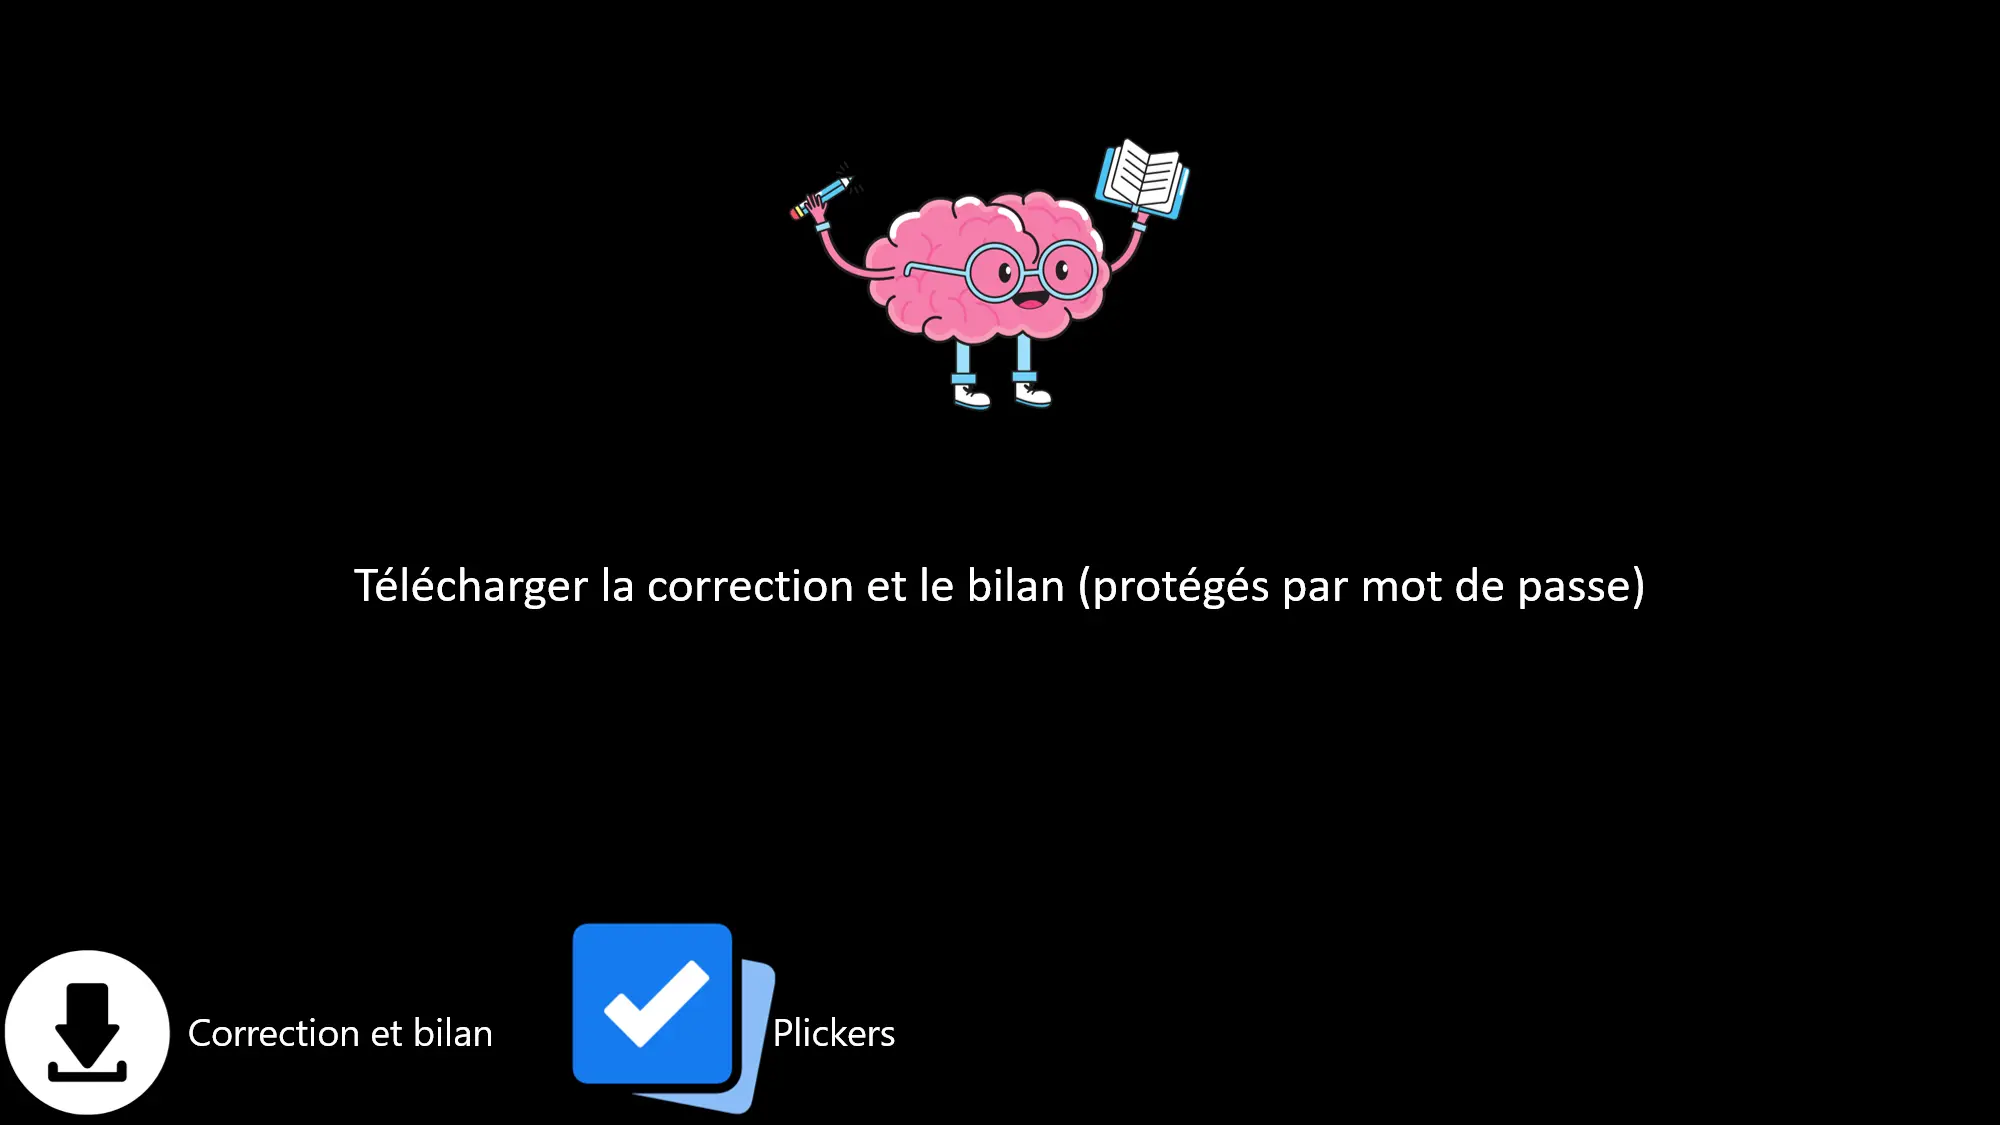 Télécharger la correction et le bilan (protégés par mot de passe)
Correction et bilan
Plickers